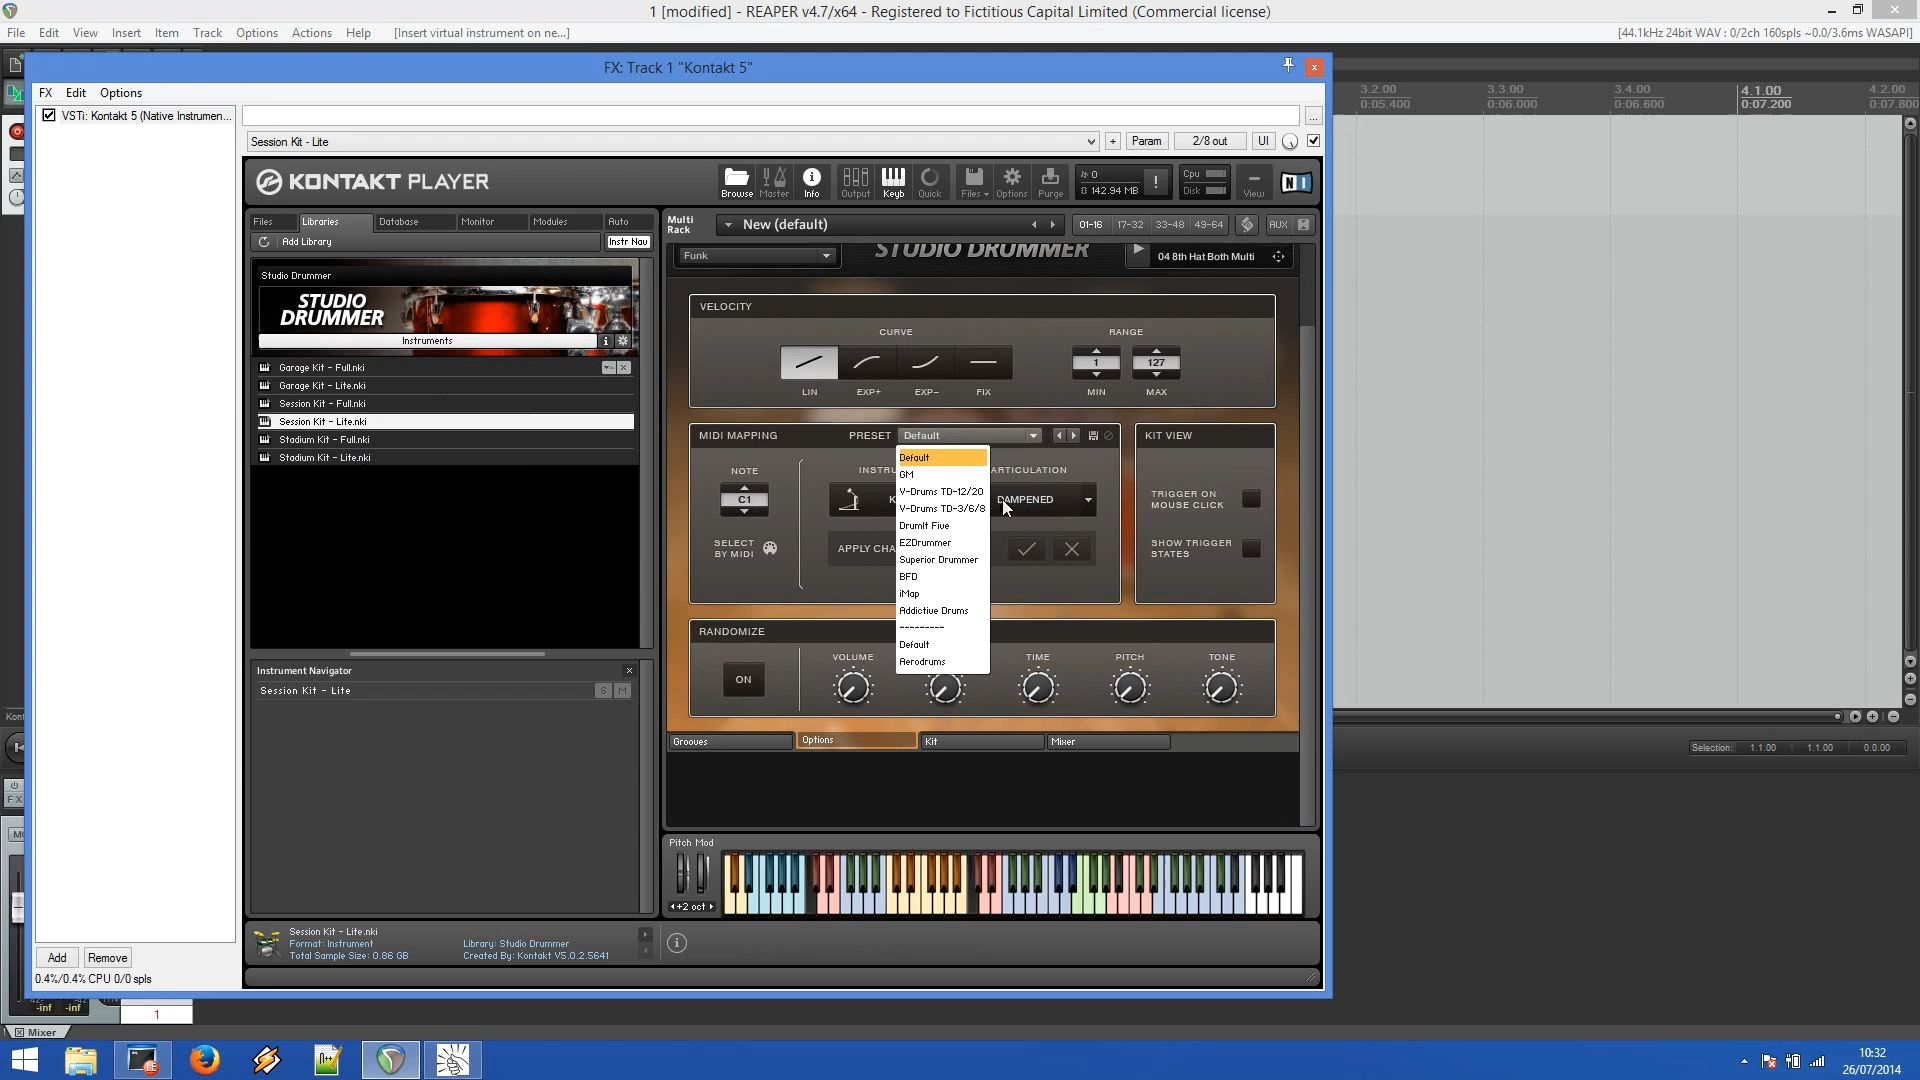 1 [modified] - REAPER v4.7/x64 - Registered to Fictitious Capital Limited (Commercial license)
File Edit View Insert Item Track Options Actions Help [Insert virtual instrument on ne...]
[44.1kHz 24bit WAV : 0/2ch 160spls ~0.0/3.6ms WASAPI]
FX: Track 1 "Kontakt 5"
FX Edit Options
3.2.00 3.3.00 3.4.00 4.1.00 4.2.00
0:05.400 0:06.000 0:06.600 0:07.200 0:07.800
VSTi: Kontakt 5 (Native Instrumen...
...
Session Kit - Lite
+ Param 2/8 out UI
KONTAKT PLAYER
Browse Master Info Output Keyb Quick Files Options Purge View
0
142.94 MB
!
Cpu
Disk
NI
Files Libraries Database Monitor Modules Auto
Add Library
Instr Nav
Multi Rack
New (default)
01-16 17-32 33-48 49-64 AUX
Studio Drummer
STUDIO DRUMMER
Instruments
Garage Kit - Full.nki
Garage Kit - Lite.nki
Session Kit - Full.nki
Session Kit - Lite.nki
Stadium Kit - Full.nki
Stadium Kit - Lite.nki
Funk
STUDIO DRUMMER
04 8th Hat Both Multi
VELOCITY
CURVE
RANGE
1 127
LIN EXP+ EXP- FIX MIN MAX
MIDI MAPPING PRESET Default
KIT VIEW
NOTE
C1
SELECT BY MIDI
INSTRU
ARTICULATION
K
DAMPENED
APPLY CHA
TRIGGER ON MOUSE CLICK
SHOW TRIGGER STATES
Default
GM
V-Drums TD-12/20
V-Drums TD-3/6/8
DrumIt Five
EZDrummer
Superior Drummer
BFD
iMap
Addictive Drums
---------
Default
Aerodrums
RANDOMIZE
ON
VOLUME TIME PITCH TONE
Grooves Options Kit Mixer
Instrument Navigator
Session Kit - Lite
S M
Pitch Mod
+2 oct
Session Kit - Lite.nki
Format: Instrument
Total Sample Size: 0.86 GB
Library: Studio Drummer
Created By: Kontakt V5.0.2.5641
Add Remove
0.4%/0.4% CPU 0/0 spls
Kont
FX
MC
-42- -42
-inf -inf
1
Mixer
Selection: 1.1.00 1.1.00 0.0.00
10:32
26/07/2014